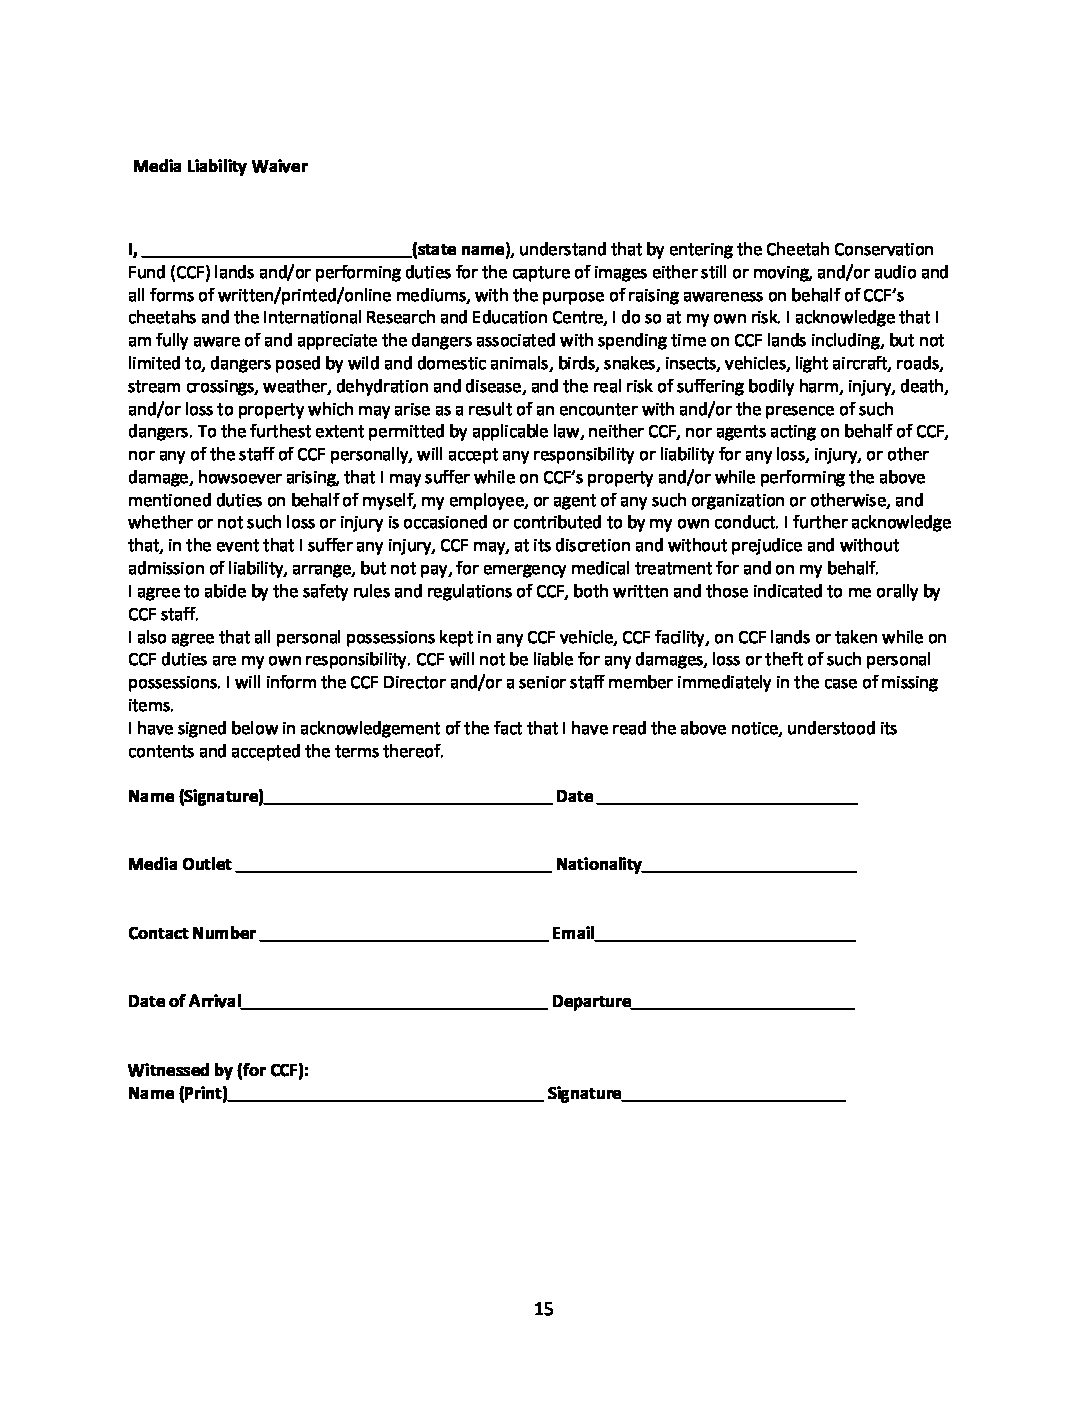 Media Liability Waiver
I, ______________________________(state name), understand that by entering the Cheetah Conservation
Fund (CCF) lands and/or performing duties for the capture of images either still or moving, and/or audio and
all forms of written/printed/online mediums, with the purpose of raising awareness on behalf of CCF’s
cheetahs and the International Research and Education Centre, I do so at my own risk. I acknowledge that I
am fully aware of and appreciate the dangers associated with spending time on CCF lands including, but not
limited to, dangers posed by wild and domestic animals, birds, snakes, insects, vehicles, light aircraft, roads,
stream crossings, weather, dehydration and disease, and the real risk of suffering bodily harm, injury, death,
and/or loss to property which may arise as a result of an encounter with and/or the presence of such
dangers. To the furthest extent permitted by applicable law, neither CCF, nor agents acting on behalf of CCF,
nor any of the staff of CCF personally, will accept any responsibility or liability for any loss, injury, or other
damage, howsoever arising, that I may suffer while on CCF’s property and/or while performing the above
mentioned duties on behalf of myself, my employee, or agent of any such organization or otherwise, and
whether or not such loss or injury is occasioned or contributed to by my own conduct. I further acknowledge
that, in the event that I suffer any injury, CCF may, at its discretion and without prejudice and without
admission of liability, arrange, but not pay, for emergency medical treatment for and on my behalf.
I agree to abide by the safety rules and regulations of CCF, both written and those indicated to me orally by
CCF staff.
I also agree that all personal possessions kept in any CCF vehicle, CCF facility, on CCF lands or taken while on
CCF duties are my own responsibility. CCF will not be liable for any damages, loss or theft of such personal
possessions. I will inform the CCF Director and/or a senior staff member immediately in the case of missing
items.
I have signed below in acknowledgement of the fact that I have read the above notice, understood its
contents and accepted the terms thereof.
Name (Signature)________________________________ Date _____________________________
Media Outlet ___________________________________ Nationality________________________
Contact Number ________________________________ Email_____________________________
Date of Arrival__________________________________ Departure_________________________
Witnessed by (for CCF):
Name (Print)___________________________________ Signature_________________________
15